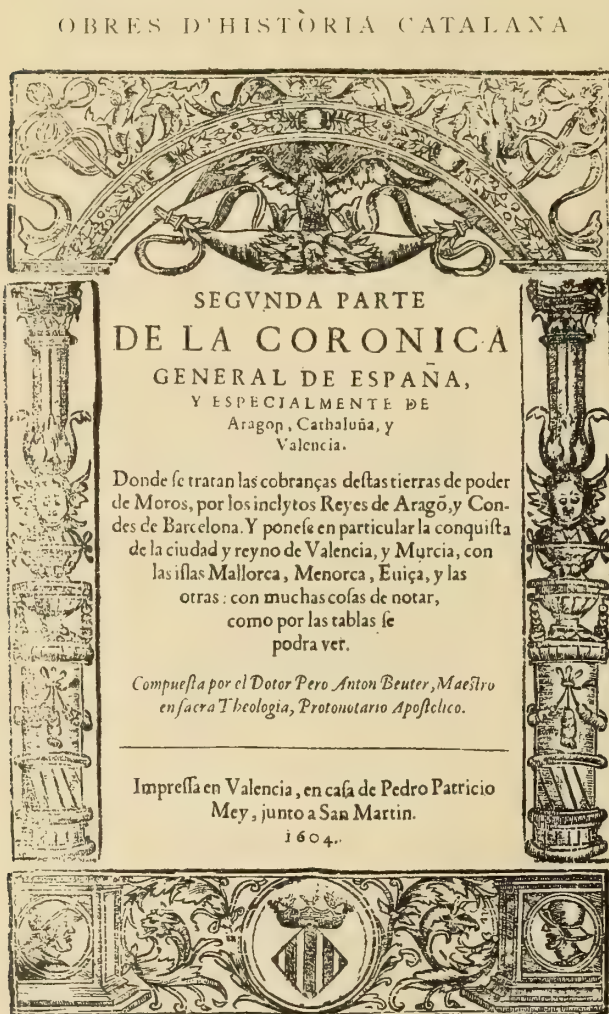 OBRES D'HISTÒRIA CATALANA
SEGVNDA PARTE
DE LA CORONICA
GENERAL DE ESPAÑA,
Y ESPECIALMENTE DE
Aragon, Cathaluña, y
Valencia.
Donde ſe tratan las cobranças deſtas tierras de poder
de Moros, por los inclytos Reyes de Aragõ, y Con-
des de Barcelona. Y poneſe en particular la conquiſta
de la ciudad y reyno de Valencia, y Murcia, con
las iſlas Mallorca, Menorca, Euiça, y las
otras: con muchas coſas de notar,
como por las tablas ſe
podra ver.
Compueſta por el Dotor Pero Anton Beuter, Maeſtro
en ſacra Theologia, Protonotario Apoſtolico.
Impreſſa en Valencia, en caſa de Pedro Patricio
Mey, junto a San Martin.
1604.